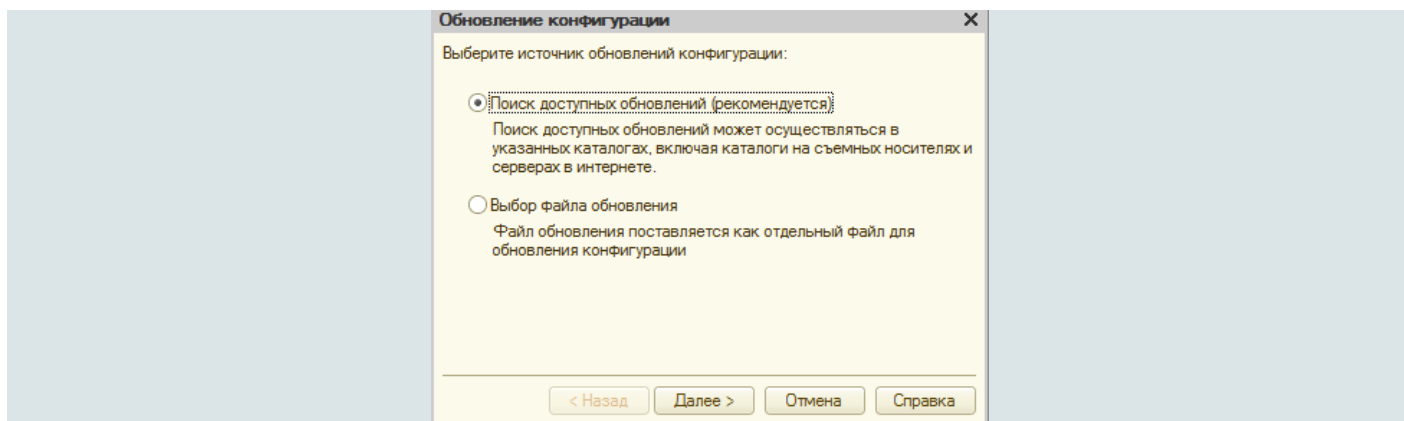 Обновление конфигурации
Выберите источник обновлений конфигурации:
Поиск доступных обновлений (рекомендуется)
Поиск доступных обновлений может осуществляться в
указанных каталогах, включая каталоги на съемных носителях и
серверах в интернете.
Выбор файла обновления
Файл обновления поставляется как отдельный файл для
обновления конфигурации
< Назад Далее > Отмена Справка